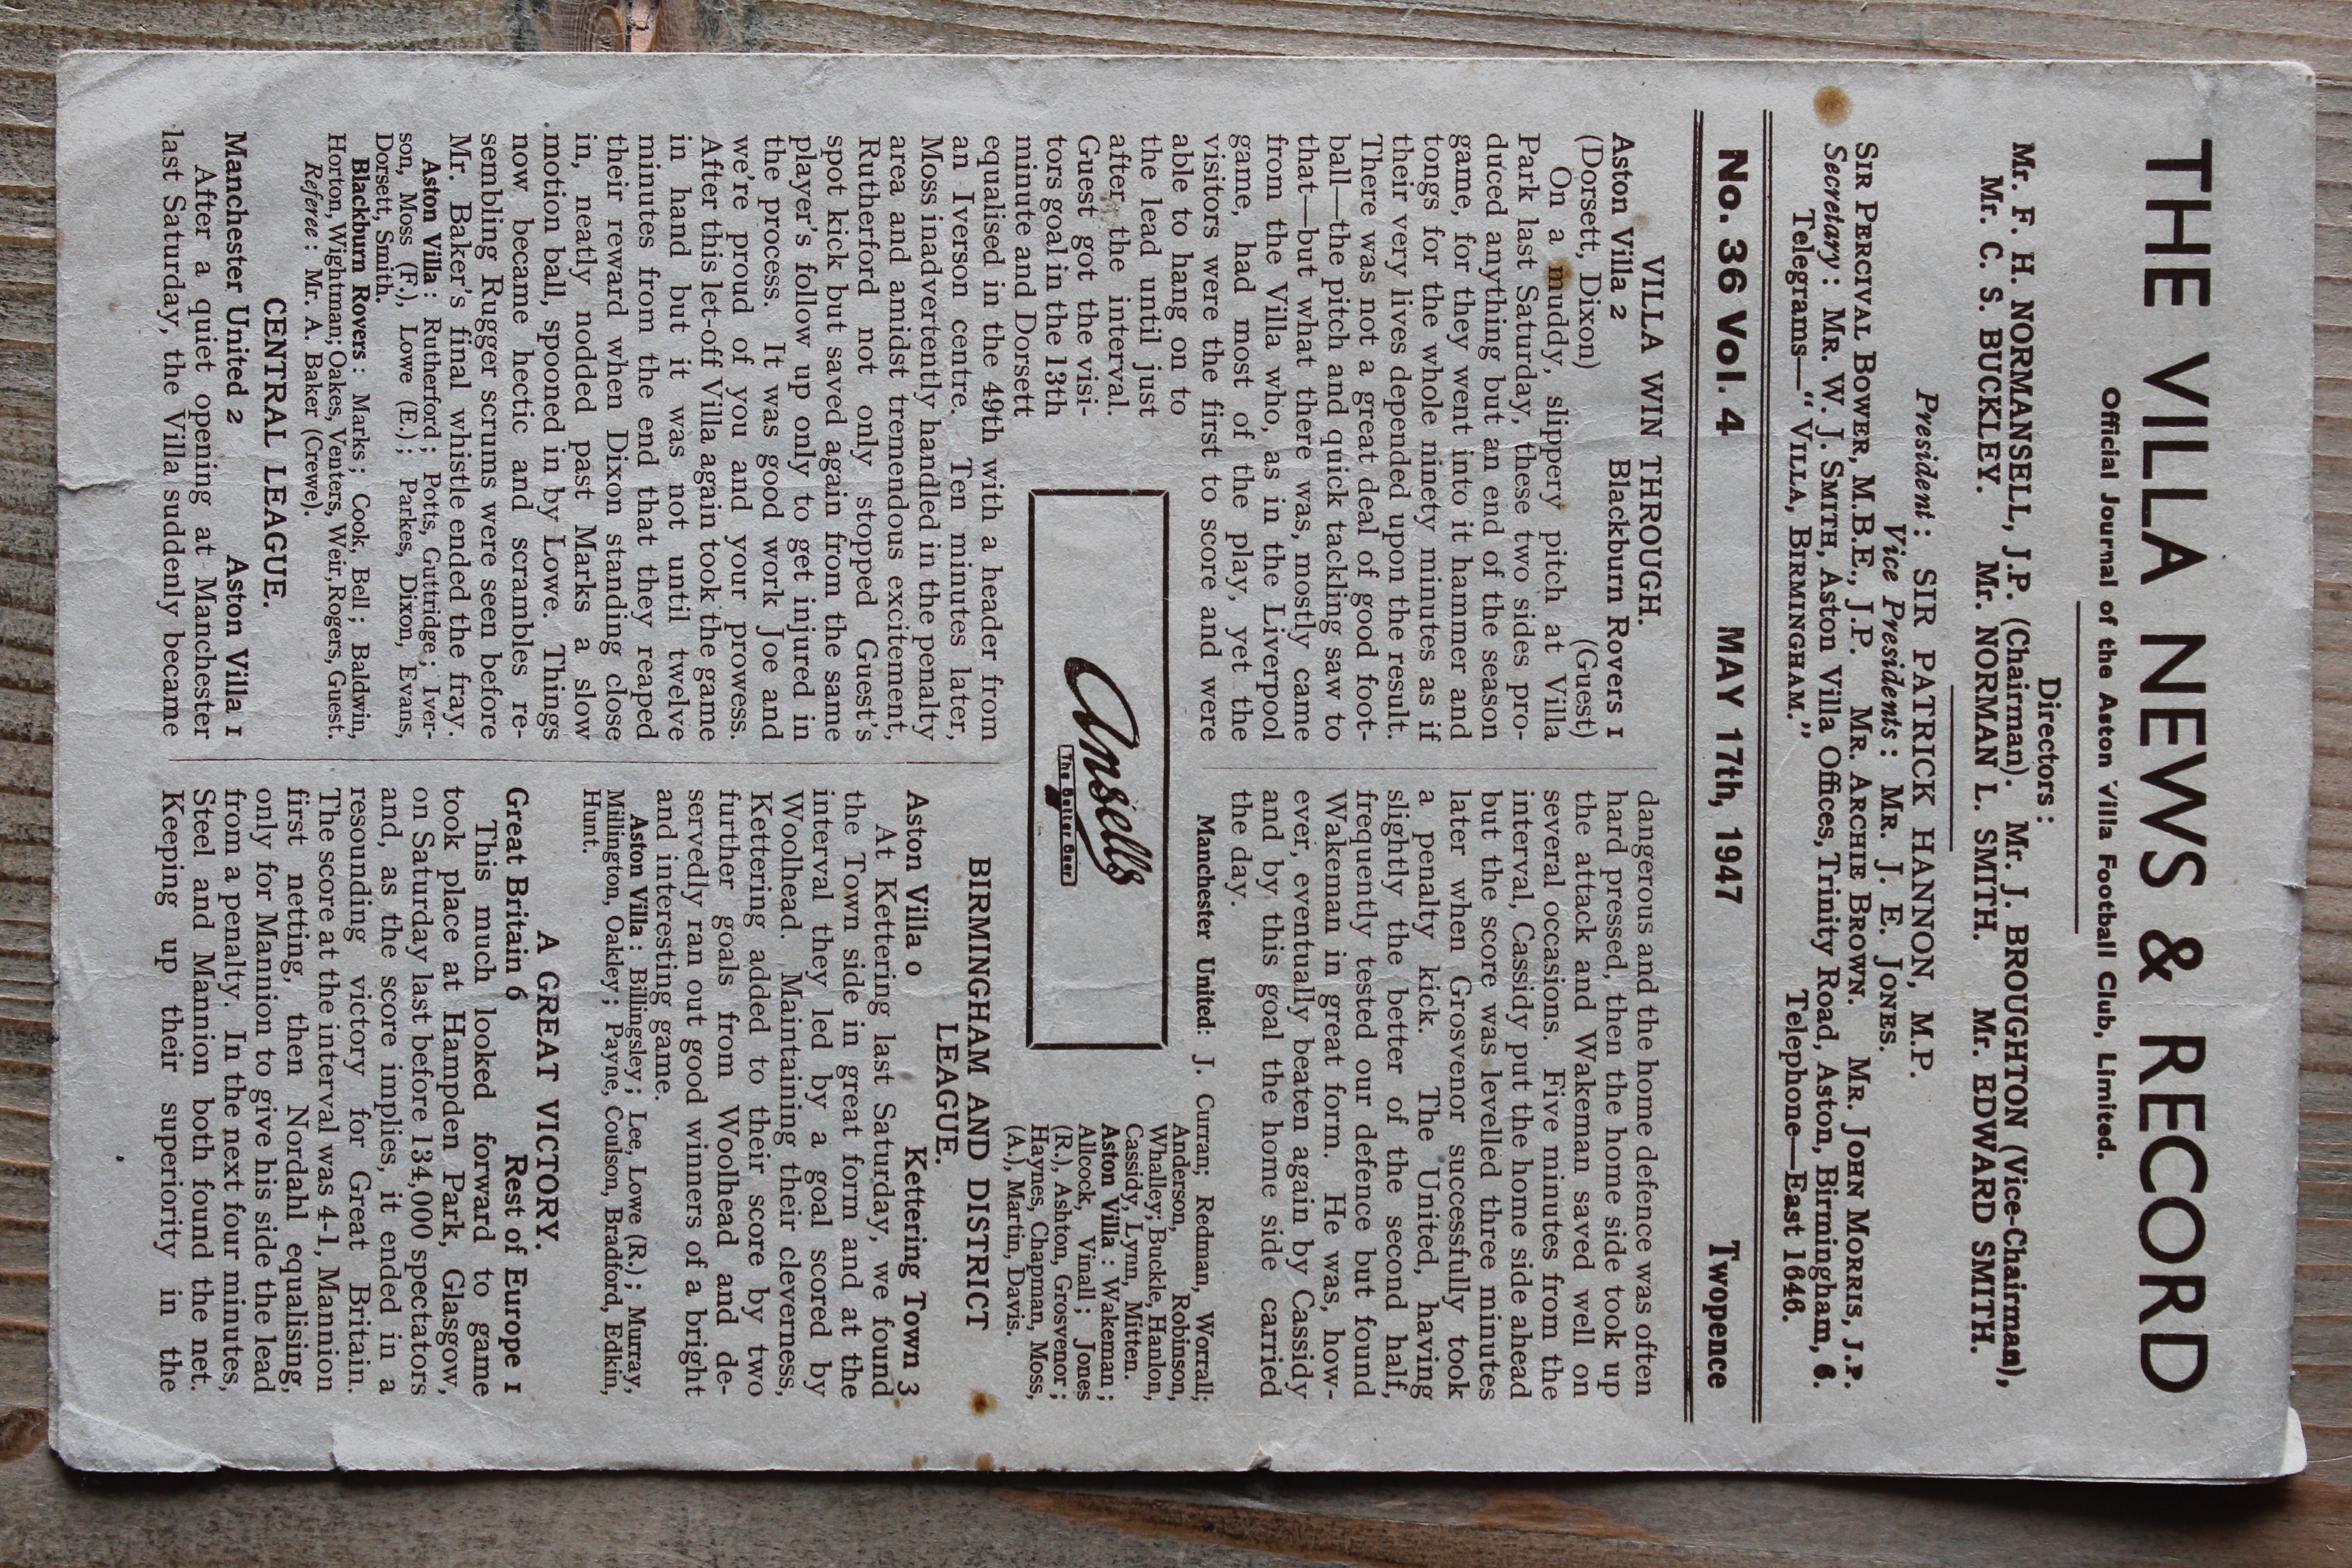 THE VILLA NEWS & RECORD
Official Journal of the Aston Villa Football Club, Limited.
Directors :
Mr. F. H. NORMANSELL, J.P. (Chairman). Mr. J. BROUGHTON (Vice-Chairman),
Mr. C. S. BUCKLEY. Mr. NORMAN L. SMITH. Mr. EDWARD SMITH.
President : SIR PATRICK HANNON, M.P.
Vice Presidents : Mr. J. E. JONES.
SIR PERCIVAL BOWER, M.B.E., J.P. MR. ARCHIE BROWN. MR. JOHN MORRIS, J.P.
Secretary : MR. W. J. SMITH, Aston Villa Offices, Trinity Road, Aston, Birmingham, 6.
Telegrams—" VILLA, BIRMINGHAM." Telephone—East 1646.
No. 36 Vol. 4 MAY 17th, 1947 Twopence
VILLA WIN THROUGH.
Aston Villa 2 Blackburn Rovers 1
(Dorsett, Dixon) (Guest)
On a muddy, slippery pitch at Villa
Park last Saturday, these two sides pro-
duced anything but an end of the season
game, for they went into it hammer and
tongs for the whole ninety minutes as if
their very lives depended upon the result.
There was not a great deal of good foot-
ball—the pitch and quick tackling saw to
that—but what there was, mostly came
from the Villa who, as in the Liverpool
game, had most of the play, yet the
visitors were the first to score and were
able to hang on to
the lead until just
after the interval.
Guest got the visi-
tors goal in the 13th
minute and Dorsett
equalised in the 49th with a header from
an Iverson centre. Ten minutes later,
Moss inadvertently handled in the penalty
area and amidst tremendous excitement,
Rutherford not only stopped Guest's
spot kick but saved again from the same
player's follow up only to get injured in
the process. It was good work Joe and
we're proud of you and your prowess.
After this let-off Villa again took the game
in hand but it was not until twelve
minutes from the end that they reaped
their reward when Dixon standing close
in, neatly nodded past Marks a slow
motion ball, spooned in by Lowe. Things
now became hectic and scrambles re-
sembling Rugger scrums were seen before
Mr. Baker's final whistle ended the fray.
Aston Villa : Rutherford ; Potts, Guttridge ; Iver-
son, Moss (F.), Lowe (E.) ; Parkes, Dixon, Evans,
Dorsett, Smith.
Blackburn Rovers : Marks ; Cook, Bell ; Baldwin,
Horton, Wightman; Oakes, Venters, Weir, Rogers, Guest.
Referee : Mr. A. Baker (Crewe).
CENTRAL LEAGUE.
Manchester United 2 Aston Villa 1
After a quiet opening at Manchester
last Saturday, the Villa suddenly became
dangerous and the home defence was often
hard pressed, then the home side took up
the attack and Wakeman saved well on
several occasions. Five minutes from the
interval, Cassidy put the home side ahead
but the score was levelled three minutes
later when Grosvenor successfully took
a penalty kick. The United, having
slightly the better of the second half,
frequently tested our defence but found
Wakeman in great form. He was, how-
ever, eventually beaten again by Cassidy
and by this goal the home side carried
the day.
Manchester United: J. Curran; Redman, Worrall;
Anderson, Robinson,
Whalley; Buckle, Hanlon,
Cassidy, Lynn, Mitten.
Aston Villa : Wakeman ;
Allcock, Vinall ; Jones
(R.), Ashton, Grosvenor ;
Haynes, Chapman, Moss,
(A.), Martin, Davis.
Ansells
The Better Beer
BIRMINGHAM AND DISTRICT
LEAGUE.
Aston Villa 0 Kettering Town 3
At Kettering last Saturday, we found
the Town side in great form and at the
interval they led by a goal scored by
Woolhead. Maintaining their cleverness,
Kettering added to their score by two
further goals from Woolhead and de-
servedly ran out good winners of a bright
and interesting game.
Aston Villa : Billingsley ; Lee, Lowe (R.) ; Murray,
Millington, Oakley ; Payne, Coulson, Bradford, Edkin,
Hunt.
A GREAT VICTORY.
Great Britain 6 Rest of Europe 1
This much looked forward to game
took place at Hampden Park, Glasgow,
on Saturday last before 134,000 spectators
and, as the score implies, it ended in a
resounding victory for Great Britain.
The score at the interval was 4-1, Mannion
first netting, then Nordahl equalising,
only for Mannion to give his side the lead
from a penalty. In the next four minutes,
Steel and Mannion both found the net.
Keeping up their superiority in the